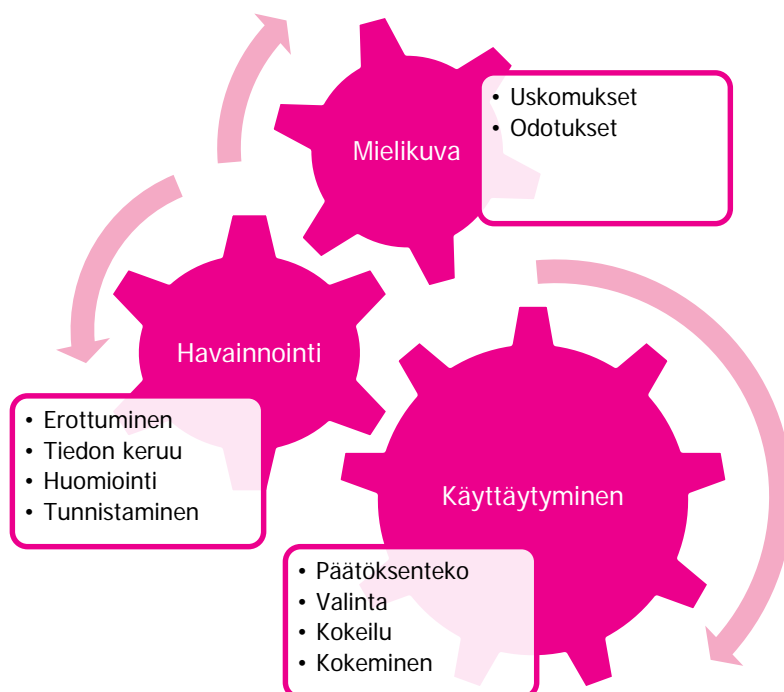 Mielikuva
• Uskomukset
• Odotukset
Havainnointi
• Erottuminen
• Tiedon keruu
• Huomiointi
• Tunnistaminen
Käyttäytyminen
• Päätöksenteko
• Valinta
• Kokeilu
• Kokeminen